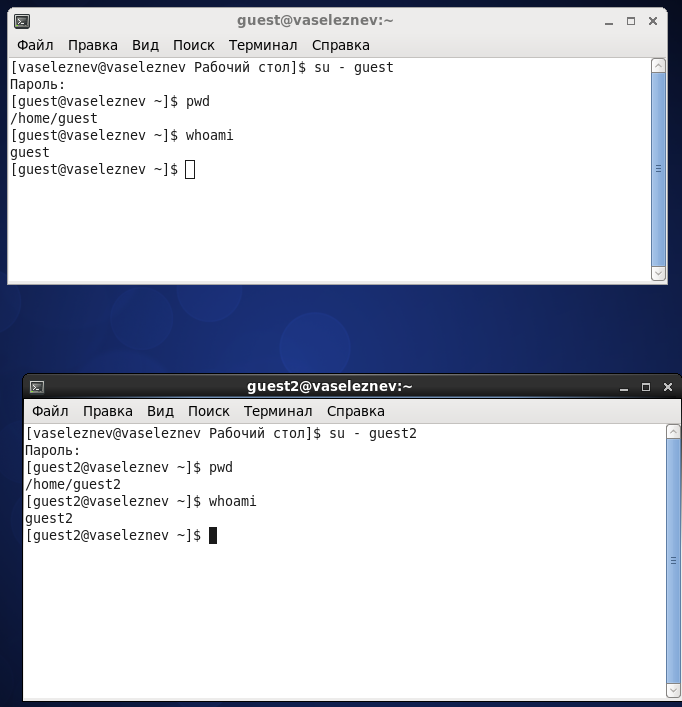 guest@vaseleznev:~
Файл Правка Вид Поиск Терминал Справка
[vaseleznev@vaseleznev Рабочий стол]$ su - guest
Пароль:
[guest@vaseleznev ~]$ pwd
/home/guest
[guest@vaseleznev ~]$ whoami
guest
[guest@vaseleznev ~]$
guest2@vaseleznev:~
Файл Правка Вид Поиск Терминал Справка
[vaseleznev@vaseleznev Рабочий стол]$ su - guest2
Пароль:
[guest2@vaseleznev ~]$ pwd
/home/guest2
[guest2@vaseleznev ~]$ whoami
guest2
[guest2@vaseleznev ~]$